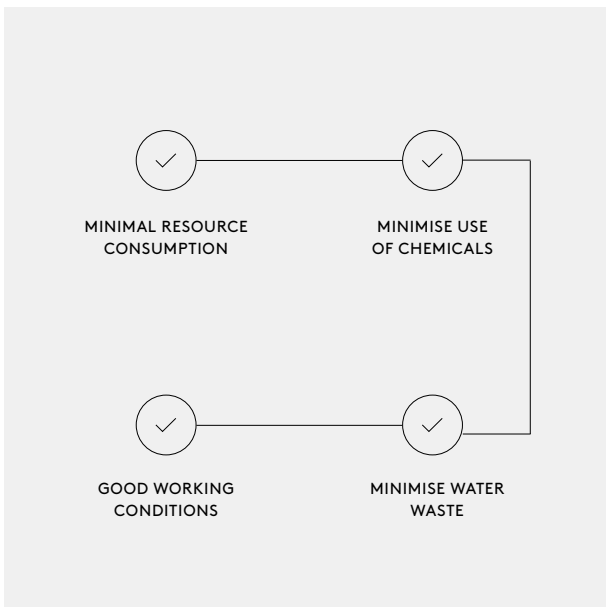 MINIMAL RESOURCE
CONSUMPTION
MINIMISE USE
OF CHEMICALS
GOOD WORKING
CONDITIONS
MINIMISE WATER
WASTE